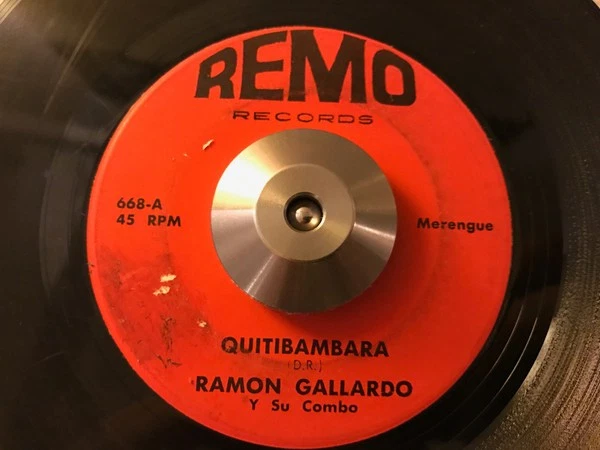 REMO
RECORDS
668-A
45 RPM
Merengue
QUITIBAMBARA
(D.R.)
RAMON GALLARDO
Y Su Combo